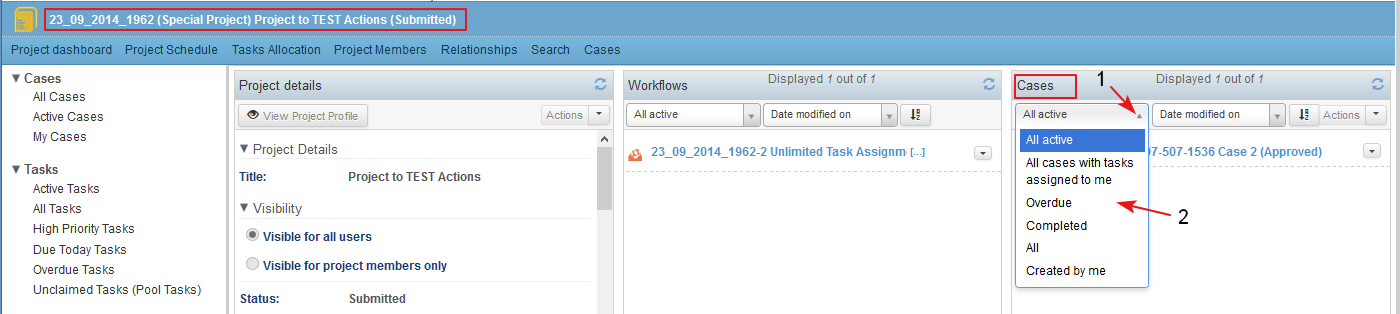 23_09_2014_1962 (Special Project) Project to TEST Actions (Submitted)
Project dashboard Project Schedule Tasks Allocation Project Members Relationships Search Cases
Cases
All Cases
Active Cases
My Cases
Tasks
Active Tasks
All Tasks
High Priority Tasks
Due Today Tasks
Overdue Tasks
Unclaimed Tasks (Pool Tasks)
Project details
View Project Profile Actions
Project Details
Title: Project to TEST Actions
Visibility
Visible for all users
Visible for project members only
Status: Submitted
Workflows Displayed 1 out of 1
All active Date modified on
23_09_2014_1962-2 Unlimited Task Assignm [...]
Cases Displayed 1 out of 1
1
All active Date modified on Actions
07-507-1536 Case 2 (Approved)
All active
All cases with tasks
assigned to me
Overdue
Completed
All
Created by me
2